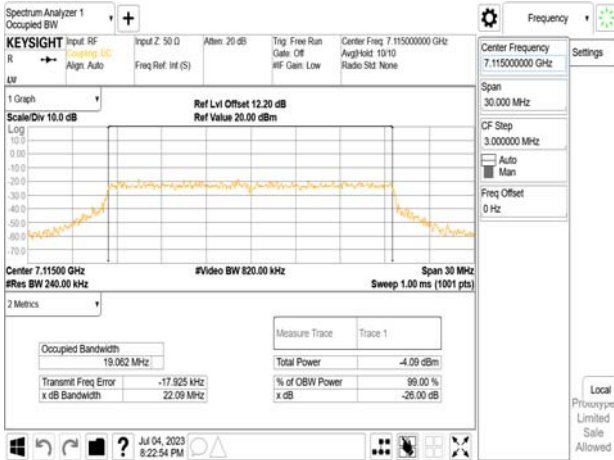 Spectrum Analyzer 1
Occupied BW
Frequency
KEYSIGHT
Input: RF
Coupling: DC
Align: Auto
Input Z: 50 Ω
Freq Ref: Int (S)
Atten: 20 dB
Trig: Free Run
Gate: Off
#IF Gain: Low
Center Freq: 7.115000000 GHz
Avg|Hold: 10/10
Radio Std: None
R
LXI
Center Frequency
7.115000000 GHz
Settings
Span
30.000 MHz
CF Step
3.000000 MHz
Auto
Man
Freq Offset
0 Hz
1 Graph
Scale/Div 10.0 dB
Ref Lvl Offset 12.20 dB
Ref Value 20.00 dBm
Log
10.0
0.00
-10.0
-20.0
-30.0
-40.0
-50.0
-60.0
-70.0
Center 7.11500 GHz
#Res BW 240.00 kHz
#Video BW 820.00 kHz
Span 30 MHz
Sweep 1.00 ms (1001 pts)
2 Metrics
Measure Trace Trace 1
Occupied Bandwidth
19.062 MHz
Total Power -4.09 dBm
Transmit Freq Error -17.925 kHz
% of OBW Power 99.00 %
x dB Bandwidth 22.09 MHz
x dB -26.00 dB
Local
Prototype
Limited
Sale
Allowed
Jul 04, 2023
8:22:54 PM